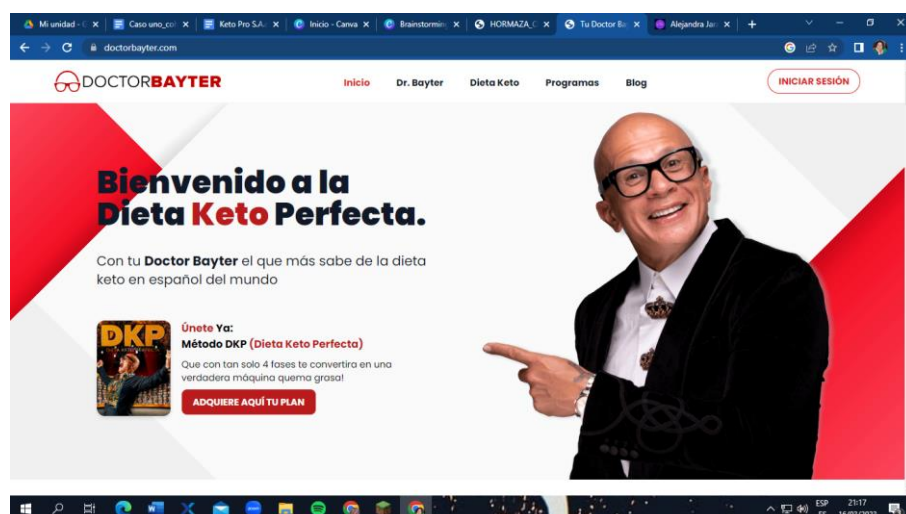 Mi unidad - 
Caso uno_co
Keto Pro S.A.
Inicio - Canva
Brainstormin
HORMAZA_C
Tu Doctor Ba
Alejandra Jar
doctorbayter.com
DOCTORBAYTER
Inicio
Dr. Bayter
Dieta Keto
Programas
Blog
INICIAR SESIÓN
Bienvenido a la
Dieta Keto Perfecta.
Con tu Doctor Bayter el que más sabe de la dieta
keto en español del mundo
DKP
Únete Ya:
Método DKP (Dieta Keto Perfecta)
Que con tan solo 4 fases te convertira en una
verdadera máquina quema grasa!
ADQUIERE AQUÍ TU PLAN
ESP
21:17